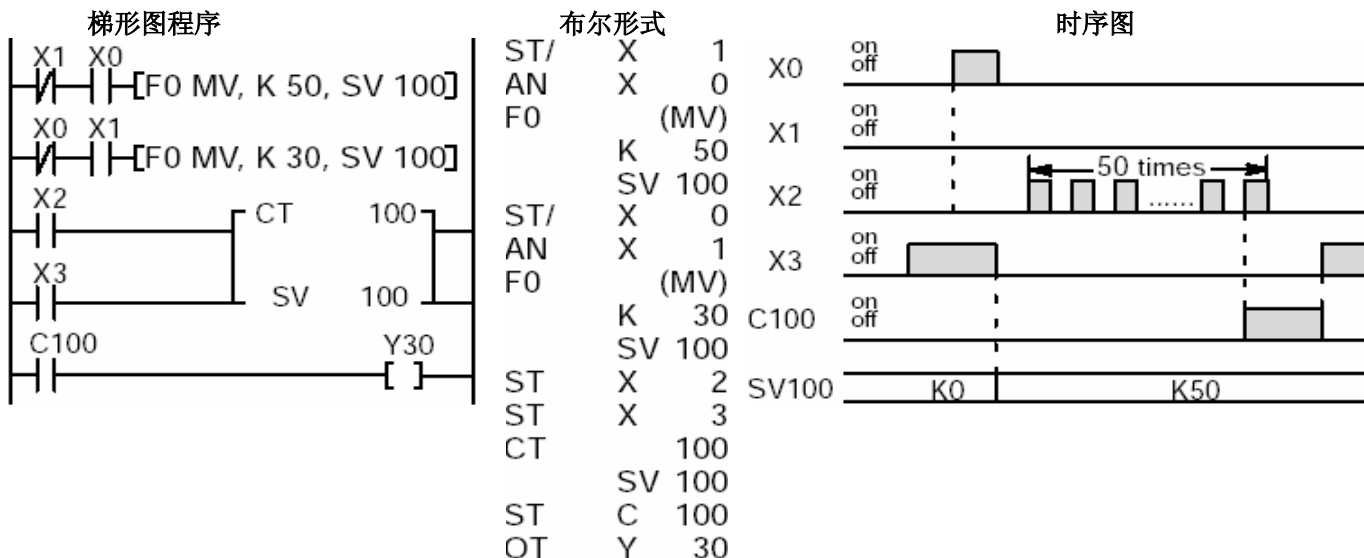 梯形图程序
X1 X0
[F0 MV, K 50, SV 100]
X0 X1
[F0 MV, K 30, SV 100]
X2
CT 100
X3
SV 100
C100 Y30
布尔形式
ST/ X 1
AN X 0
F0 (MV)
K 50
SV 100
ST/ X 0
AN X 1
F0 (MV)
K 30
SV 100
ST X 2
ST X 3
CT 100
SV 100
ST C 100
OT Y 30
时序图
X0 on
off
X1 on
off
50 times
X2 on
off
......
X3 on
off
C100 on
off
SV100 K0 K50